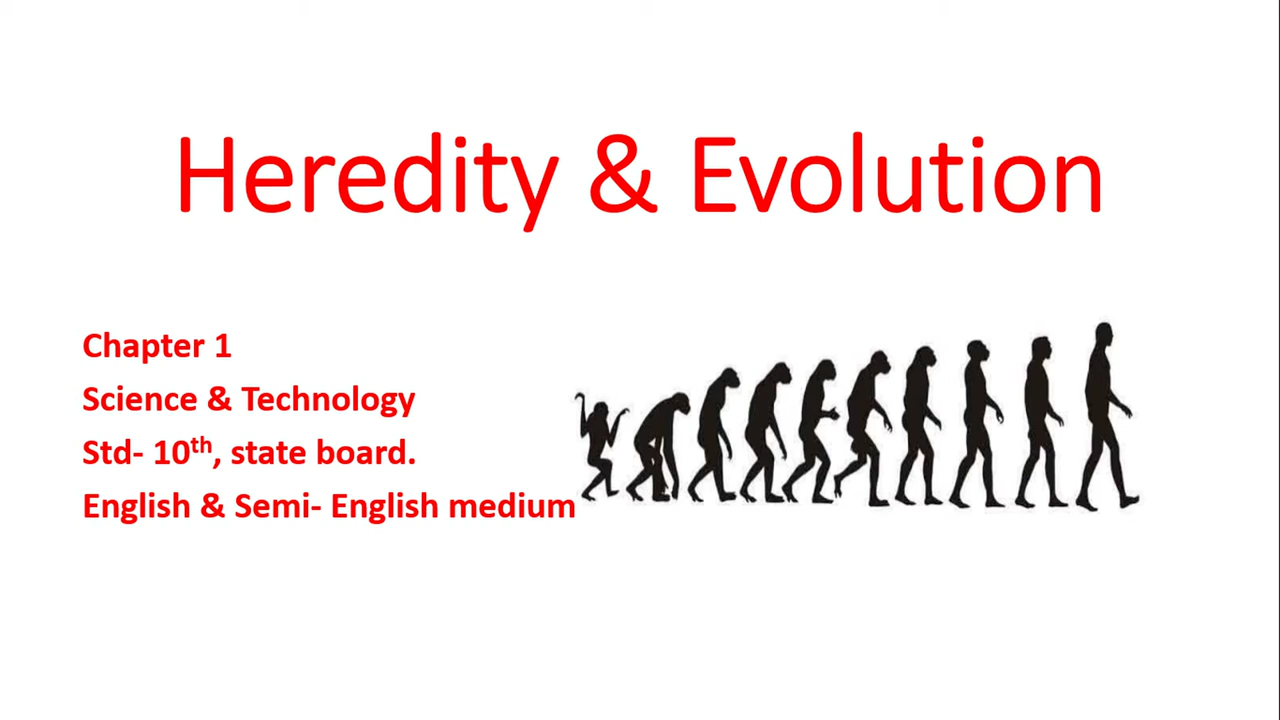 Heredity & Evolution
Chapter 1
Science & Technology
Std- 10th, state board.
English & Semi- English medium